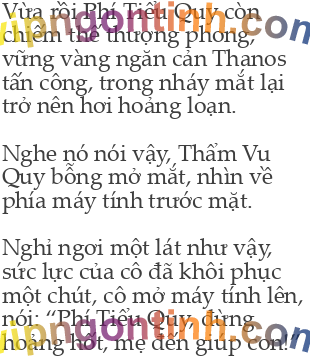 Vừa rồi Phí Tiểu Quy còn
chiếm thế thượng phong,
vững vàng ngăn cản Thanos
tấn công, trong nháy mắt lại
trở nên hơi hoảng loạn.

Nghe nó nói vậy, Thẩm Vu
Quy bỗng mở mắt, nhìn về
phía máy tính trước mặt.

Nghỉ ngơi một lát như vậy,
sức lực của cô đã khôi phục
một chút, cô mở máy tính lên,
nói: “Phí Tiểu Quy, đừng
hoảng hốt, mẹ đến giúp con!”
vipngontinh.com
vipngontinh.com